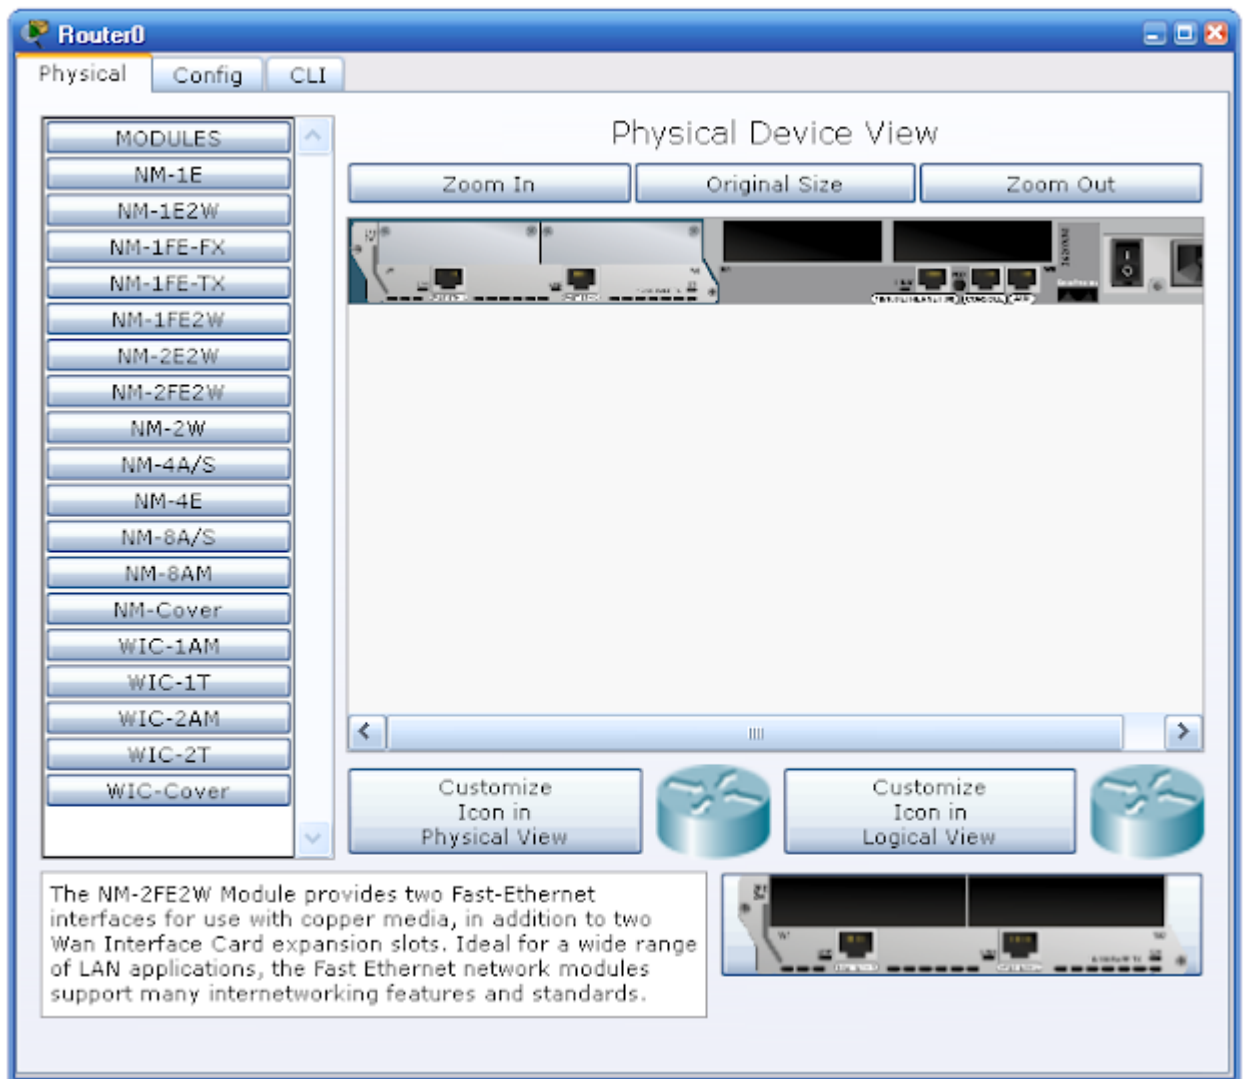 Router0
Physical
Config
CLI
MODULES
NM-1E
NM-1E2W
NM-1FE-FX
NM-1FE-TX
NM-1FE2W
NM-2E2W
NM-2FE2W
NM-2W
NM-4A/S
NM-4E
NM-8A/S
NM-8AM
NM-Cover
WIC-1AM
WIC-1T
WIC-2AM
WIC-2T
WIC-Cover
Physical Device View
Zoom In
Original Size
Zoom Out
Customize
Icon in
Physical View
Customize
Icon in
Logical View
The NM-2FE2W Module provides two Fast-Ethernet
interfaces for use with copper media, in addition to two
Wan Interface Card expansion slots. Ideal for a wide range
of LAN applications, the Fast Ethernet network modules
support many internetworking features and standards.